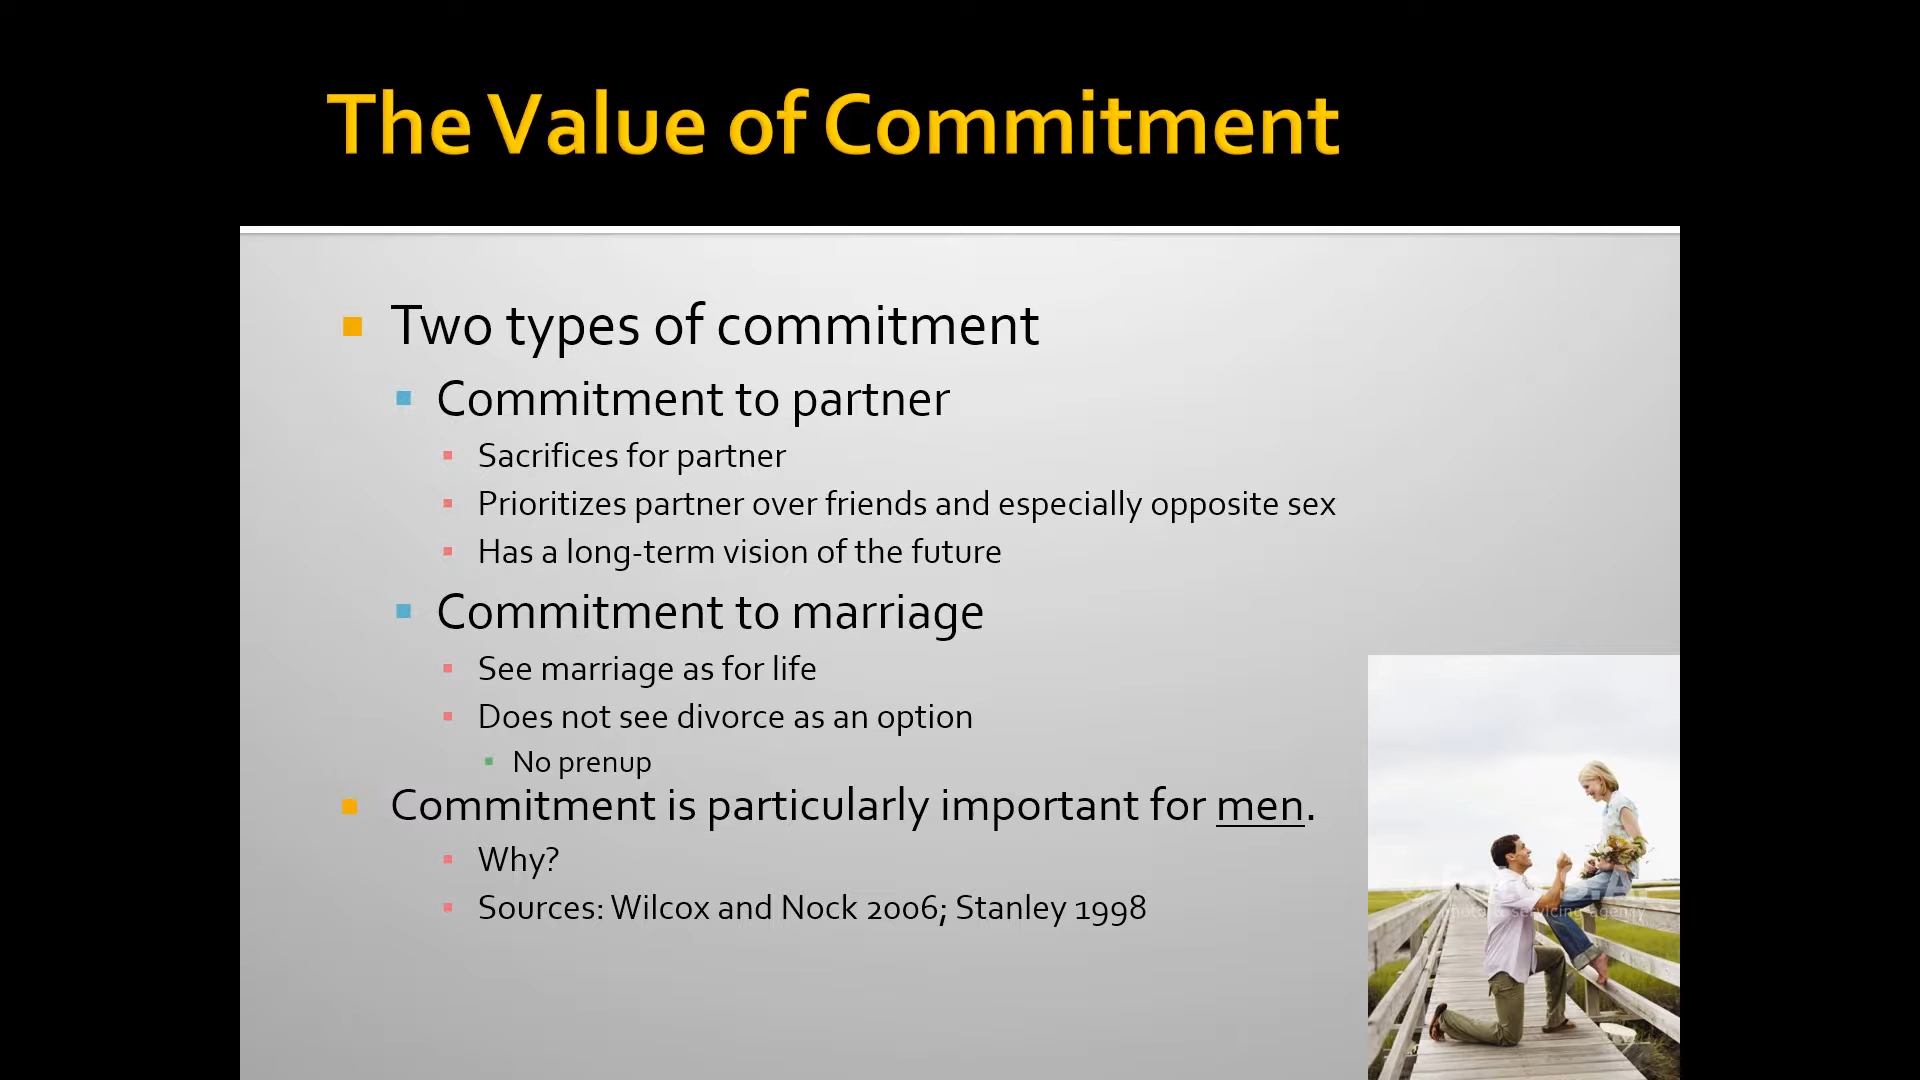 The Value of Commitment
Two types of commitment
Commitment to partner
Sacrifices for partner
Prioritizes partner over friends and especially opposite sex
Has a long-term vision of the future
Commitment to marriage
See marriage as for life
Does not see divorce as an option
No prenup
Commitment is particularly important for men.
Why?
Sources: Wilcox and Nock 2006; Stanley 1998
photo & servicing agency